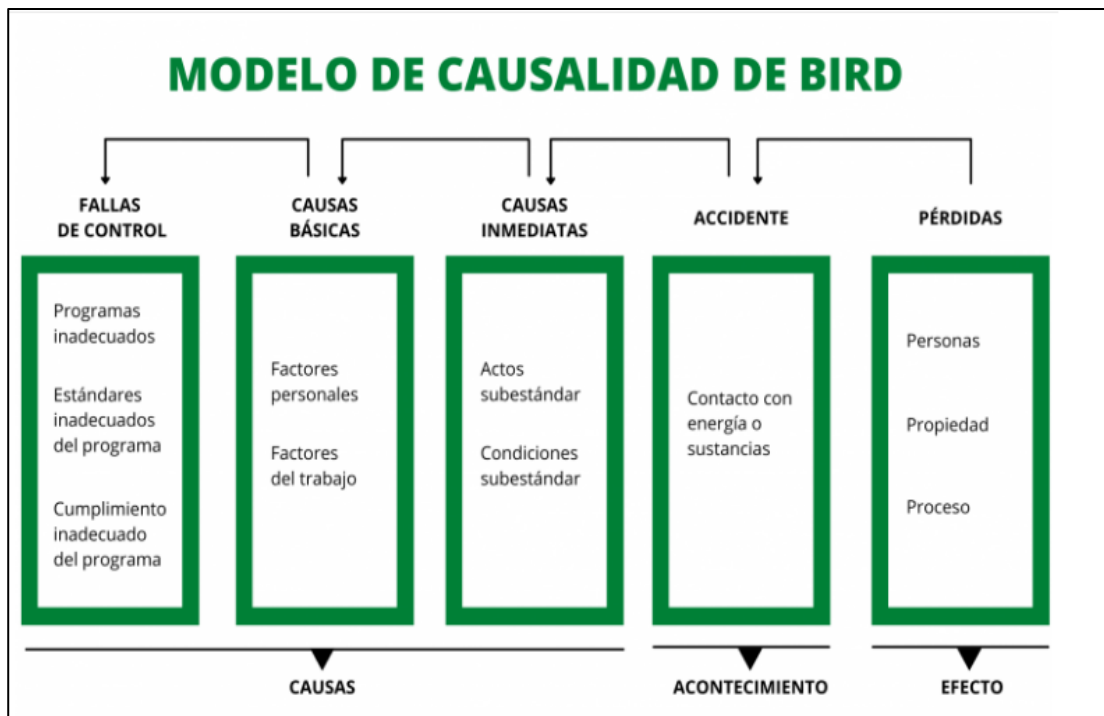 MODELO DE CAUSALIDAD DE BIRD
FALLAS
DE CONTROL
CAUSAS
BÁSICAS
CAUSAS
INMEDIATAS
ACCIDENTE
PÉRDIDAS
Programas
inadecuados
Estándares
inadecuados
del programa
Cumplimiento
inadecuado
del programa
Factores
personales
Factores
del trabajo
Actos
subestándar
Condiciones
subestándar
Contacto con
energía o
sustancias
Personas
Propiedad
Proceso
CAUSAS
ACONTECIMIENTO
EFECTO